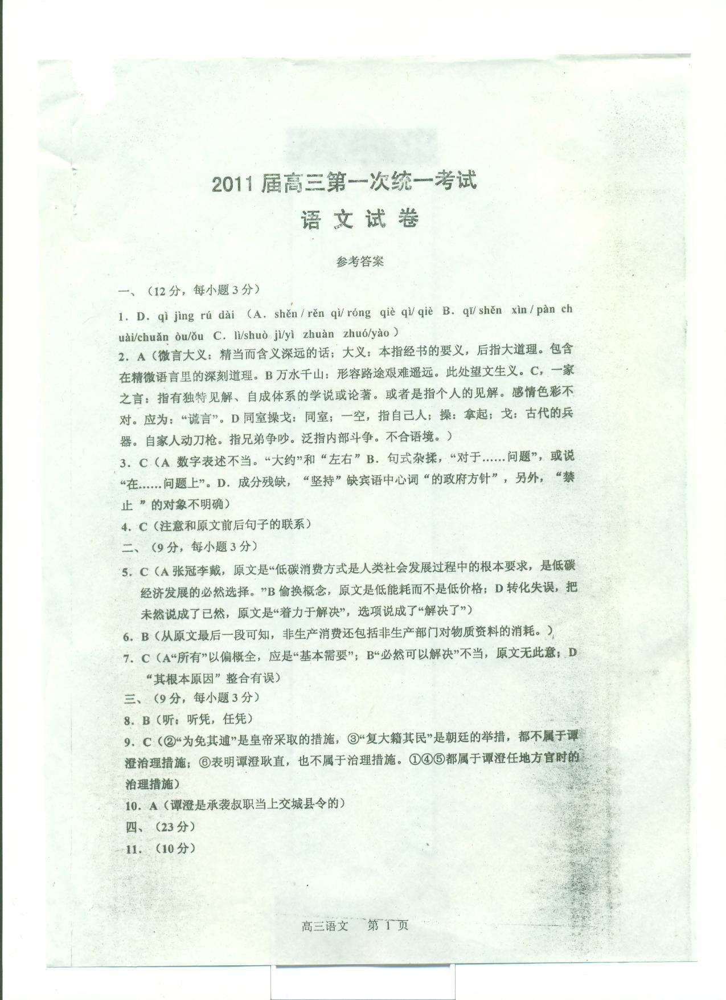 2011 届高三第一次统一考试
语 文 试 卷
参考答案
一、（12 分，每小题 3 分）
1．D．qì jìng rú dài （A．shěn / rěn qì/ róng qiè qì/ qiè B．qī/ shěn xìn / pàn ch
uài/chuǎn òu/ǒu C．lì/shuò jì/yì zhuàn zhuó/yào ）
2．A（微言大义：精当而含义深远的话；大义：本指经书的要义，后指大道理。包含
在精微语言里的深刻道理。B 万水千山：形容路途艰难遥远。此处望文生义。C，一家
之言：指有独特见解、自成体系的学说或论著。或者是指个人的见解。感情色彩不
对。应为：“谎言”。D 同室操戈：同室；一空，指自己人；操：拿起；戈：古代的兵
器。自家人动刀枪。指兄弟争吵。泛指内部斗争。不合语境。）
3．C（A 数字表述不当。“大约”和“左右”B．句式杂揉，“对于……问题”，或说
“在……问题上”。D．成分残缺，“坚持”缺宾语中心词“的政府方针”，另外，“禁
止 ”的对象不明确）
4．C（注意和原文前后句子的联系）
二、（9 分，每小题 3 分）
5．C（A 张冠李戴，原文是“低碳消费方式是人类社会发展过程中的根本要求，是低碳
经济发展的必然选择。”B 偷换概念，原文是低能耗而不是低价格；D 转化失误，把
未然说成了已然，原文是“着力于解决”，选项说成了“解决了”）
6．B（从原文最后一段可知，非生产消费还包括非生产部门对物质资料的消耗。）
7．C（A“所有”以偏概全，应是“基本需要”；B“必然可以解决”不当，原文无此意；D
“其根本原因”整合有误）
三、（9 分，每小题 3 分）
8．B（听：听凭，任凭）
9．C（②“为免其逋”是皇帝采取的措施，③“复大籍其民”是朝廷的举措，都不属于谭
澄治理措施；⑥表明谭澄耿直，也不属于治理措施。①④⑤都属于谭澄任地方官时的
治理措施）
10．A（谭澄是承袭叔职当上交城县令的）
四、（23 分）
11．（10 分）
高三语文 第 1 页